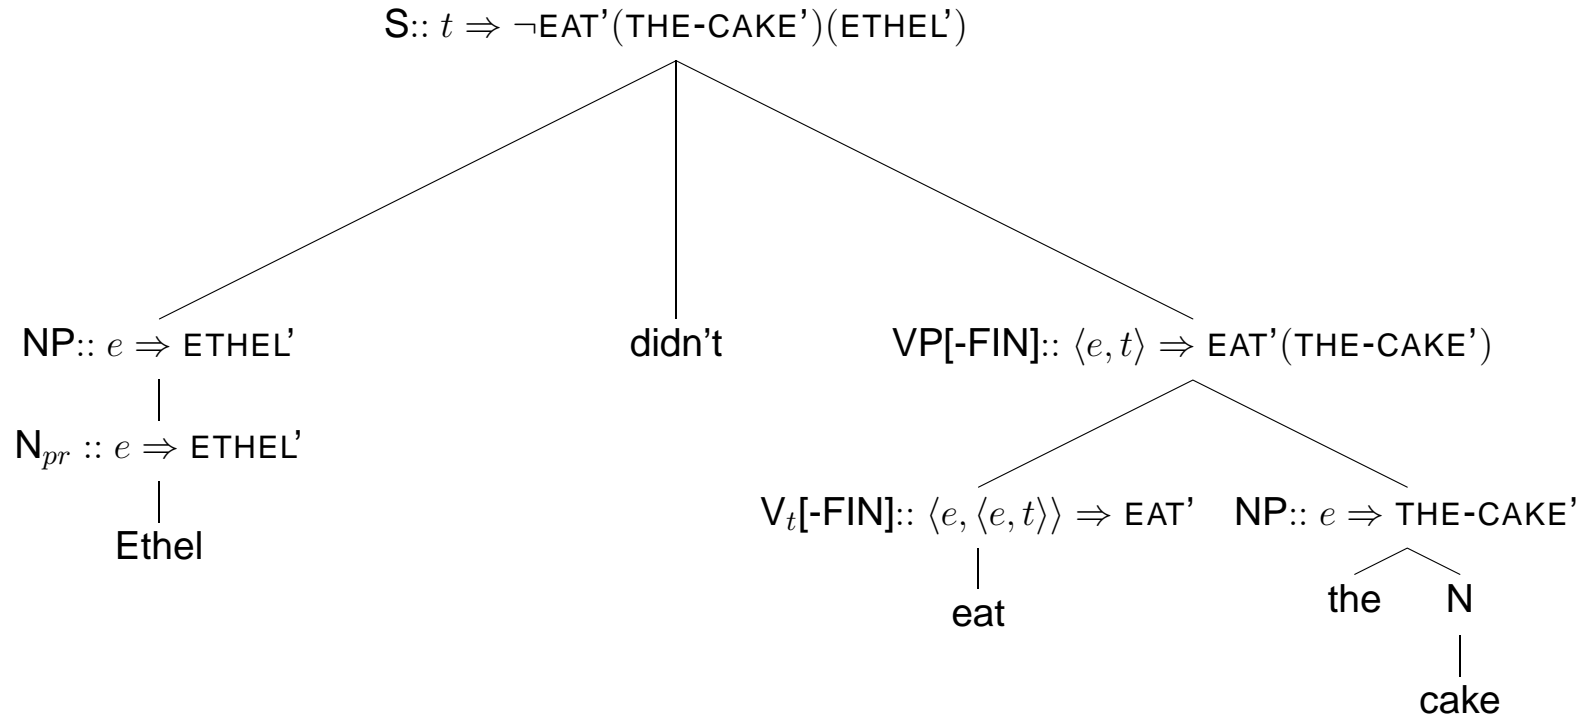 S:: t ⇒ ¬EAT’(THE-CAKE’)(ETHEL’)
NP:: e ⇒ ETHEL’ didn’t VP[-FIN]:: ⟨e, t⟩ ⇒ EAT’(THE-CAKE’)
N_pr :: e ⇒ ETHEL’
V_t[-FIN]:: ⟨e, ⟨e, t⟩⟩ ⇒ EAT’ NP:: e ⇒ THE-CAKE’
Ethel
eat the N
cake